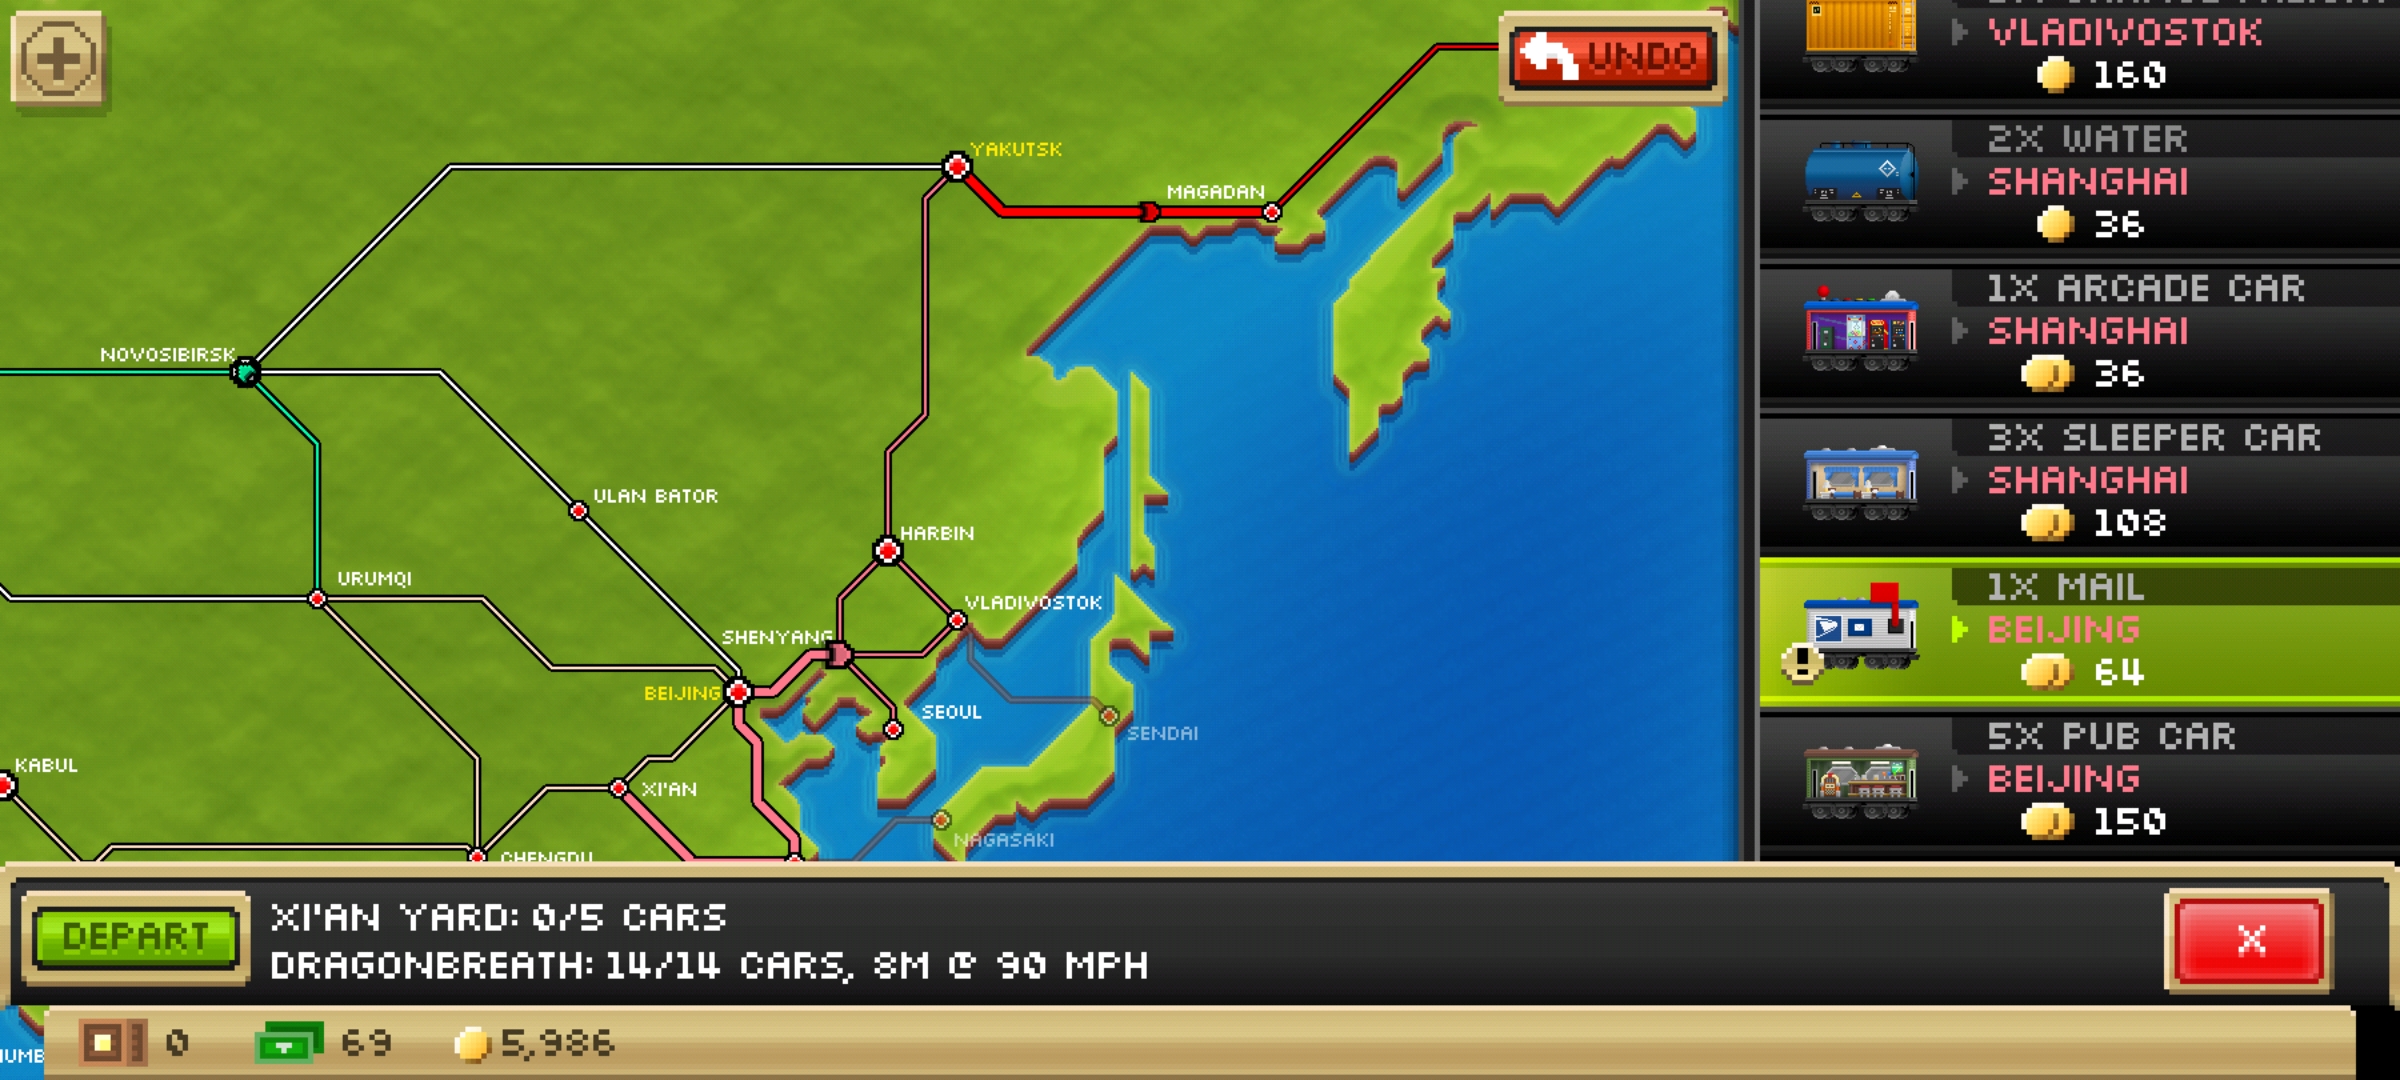 UNDO
YAKUTSK
MAGADAN
NOVOSIBIRSK
ULAN BATOR
HARBIN
URUMQI
VLADIVOSTOK
SHENYANG
BEIJING
SEOUL
SENDAI
KABUL
XI'AN
NAGASAKI
CHENGDU
VLADIVOSTOK
160
2X WATER
SHANGHAI
36
1X ARCADE CAR
SHANGHAI
36
3X SLEEPER CAR
SHANGHAI
108
1X MAIL
BEIJING
64
5X PUB CAR
BEIJING
150
DEPART
XI'AN YARD: 0/5 CARS
DRAGONBREATH: 14/14 CARS, 8M @ 90 MPH
X
0
69
5,986